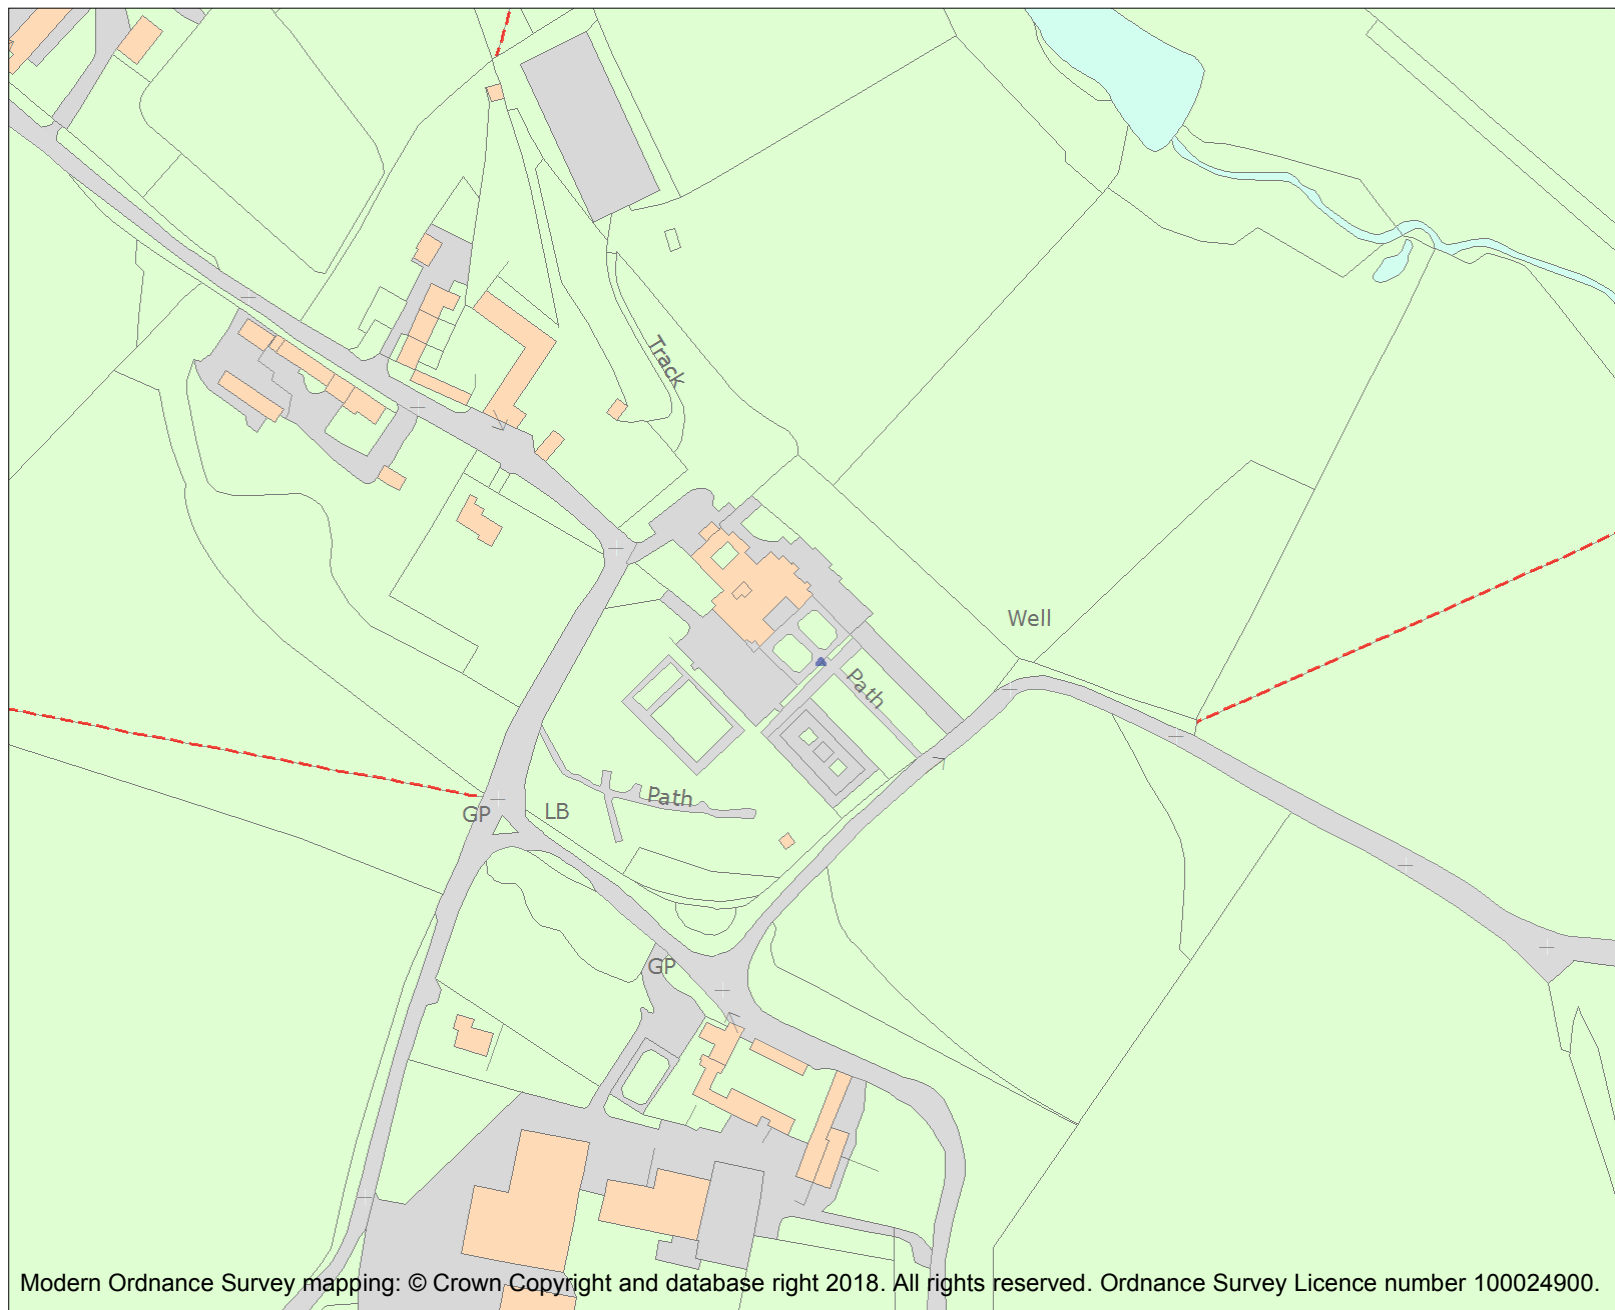 Track
Well
Path
Path
GP
LB
GP
Modern Ordnance Survey mapping: © Crown Copyright and database right 2018. All rights reserved. Ordnance Survey Licence number 100024900.